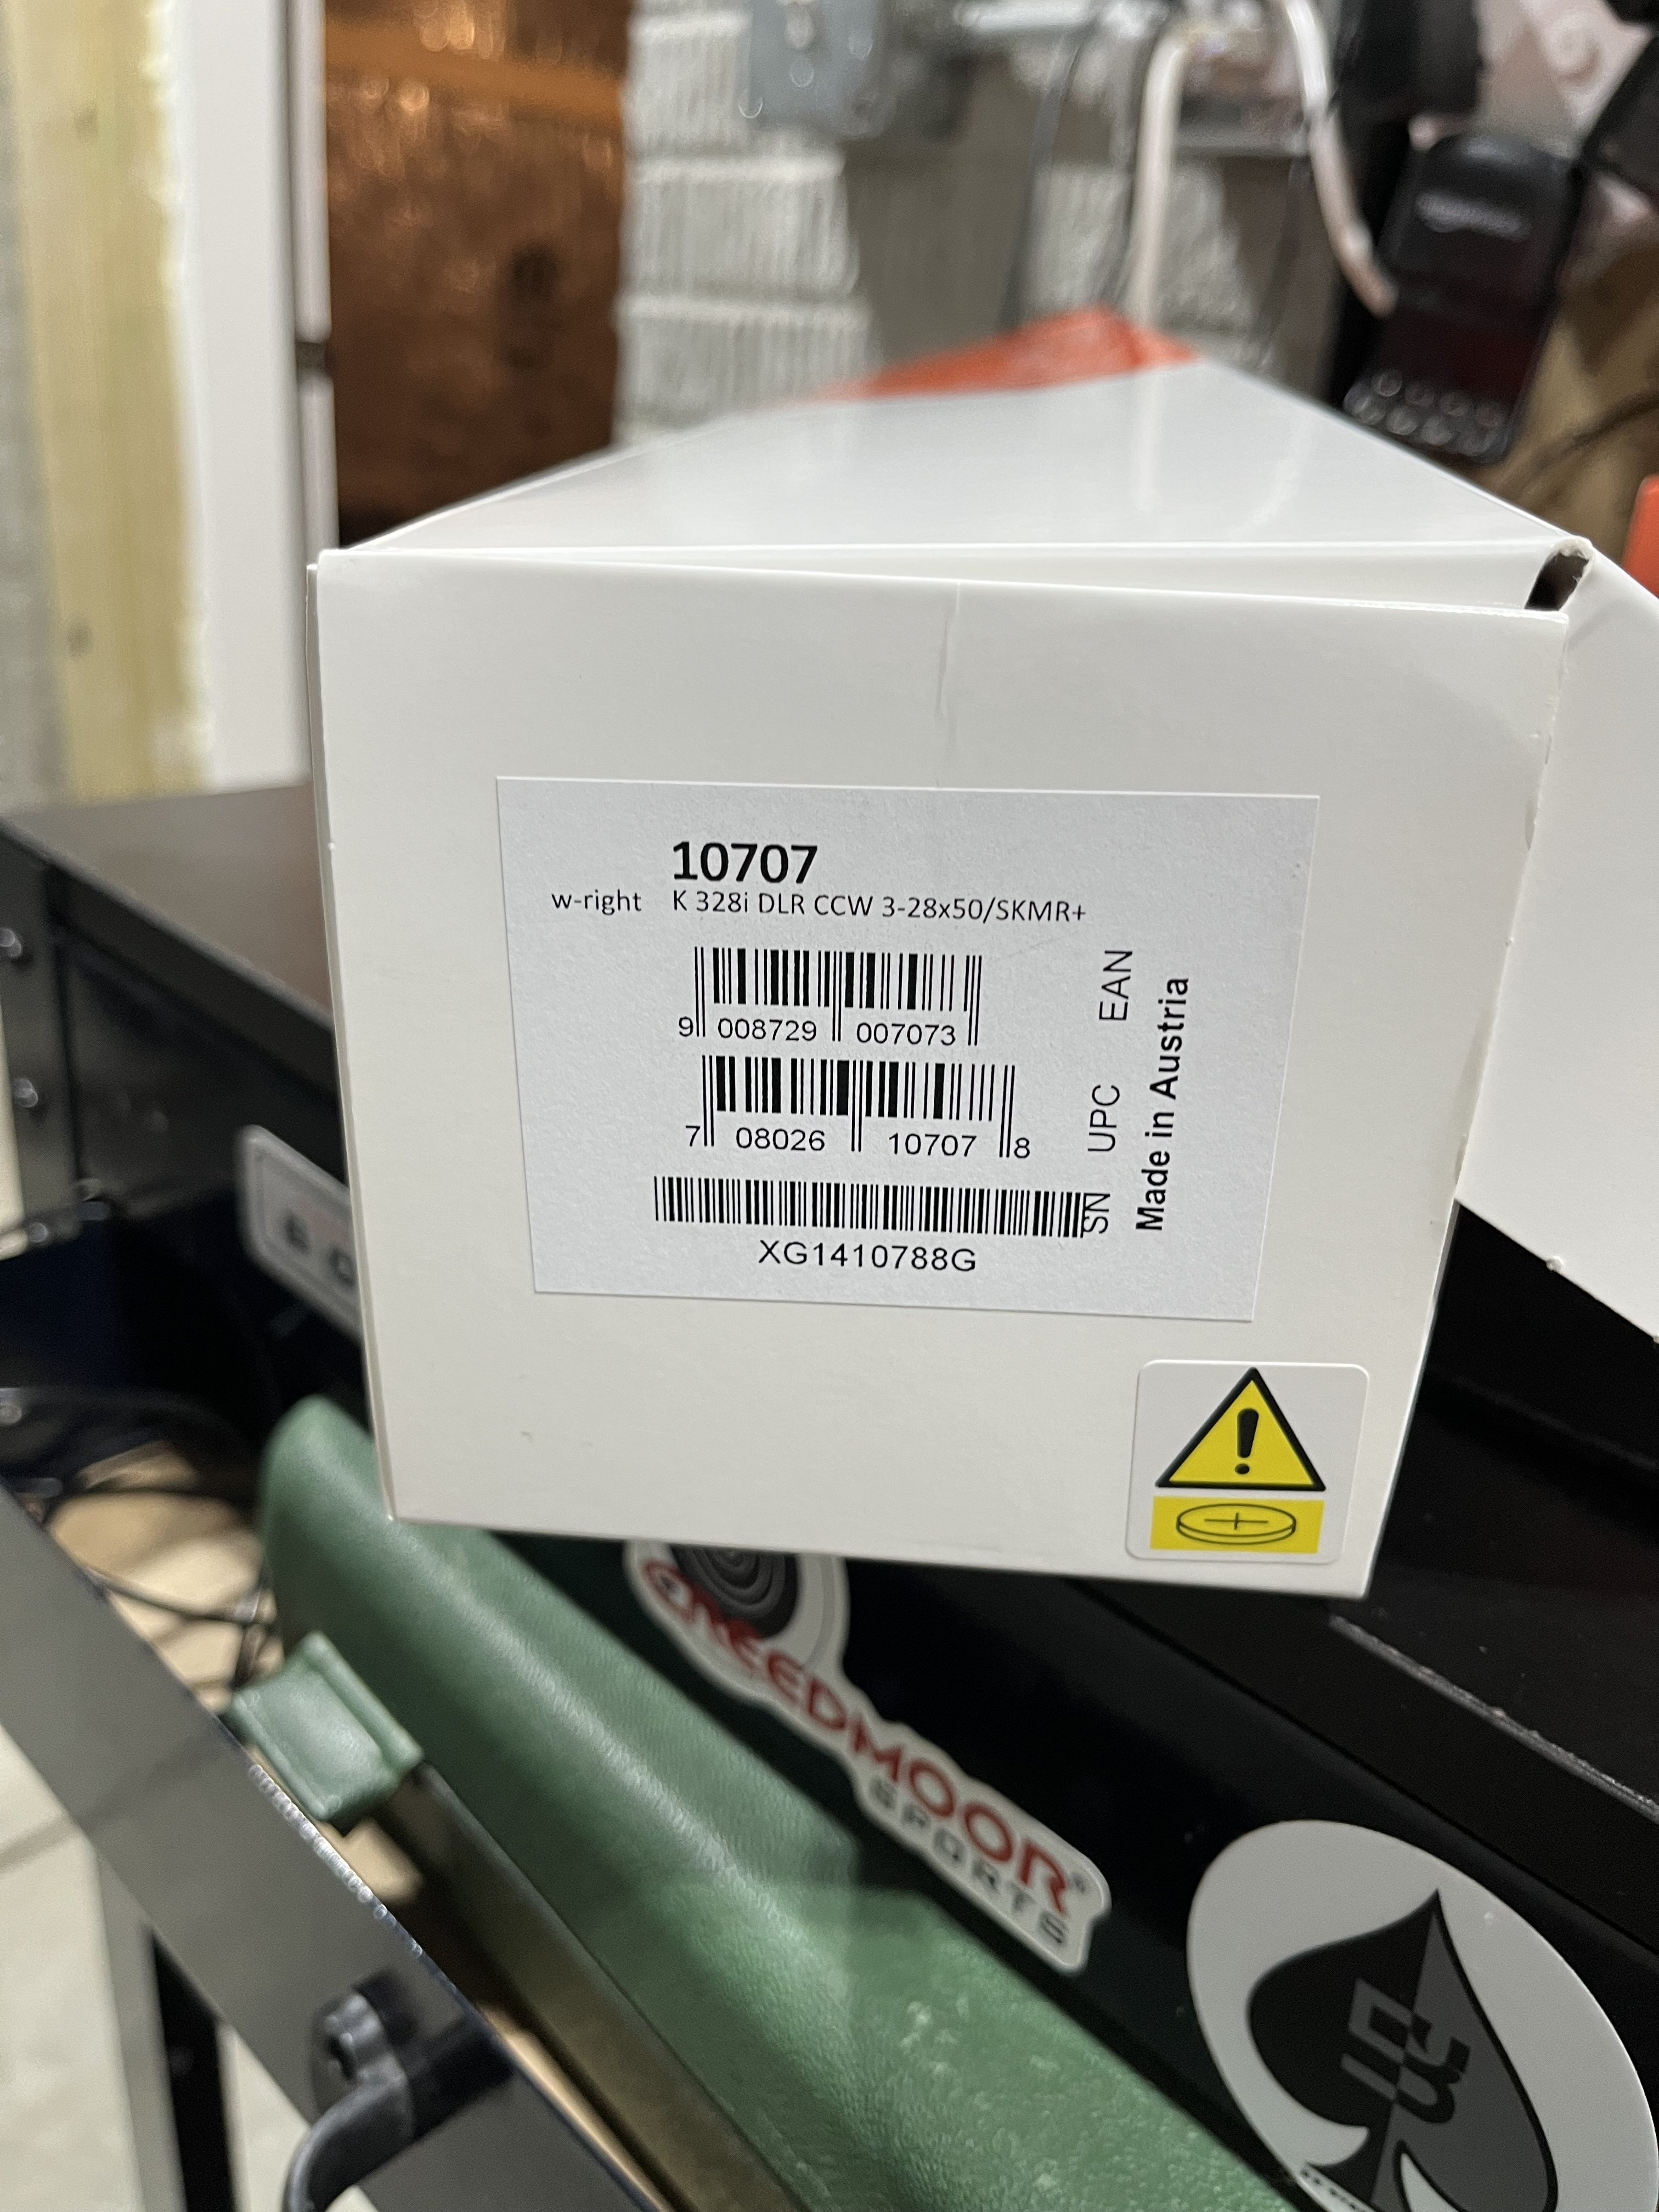 10707
w-right K 328i DLR CCW 3-28x50/SKMR+
9 008729 007073
EAN
7 08026 10707 8
UPC
XG1410788G
SN
Made in Austria
CREEDMOOR®
SPORTS